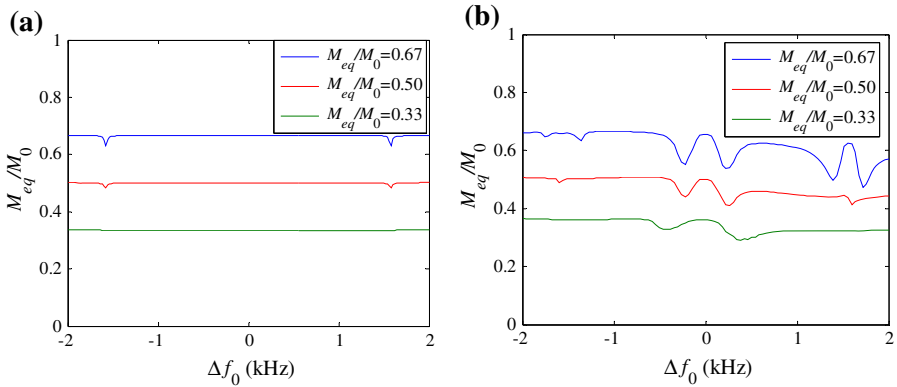 (a)
M_eq/M_0
1
0.8
0.6
0.4
0.2
0
-2 -1 0 1 2
Δf_0 (kHz)
M_eq/M_0=0.67
M_eq/M_0=0.50
M_eq/M_0=0.33
(b)
M_eq/M_0
1
0.8
0.6
0.4
0.2
0
-2 -1 0 1 2
Δf_0 (kHz)
M_eq/M_0=0.67
M_eq/M_0=0.50
M_eq/M_0=0.33